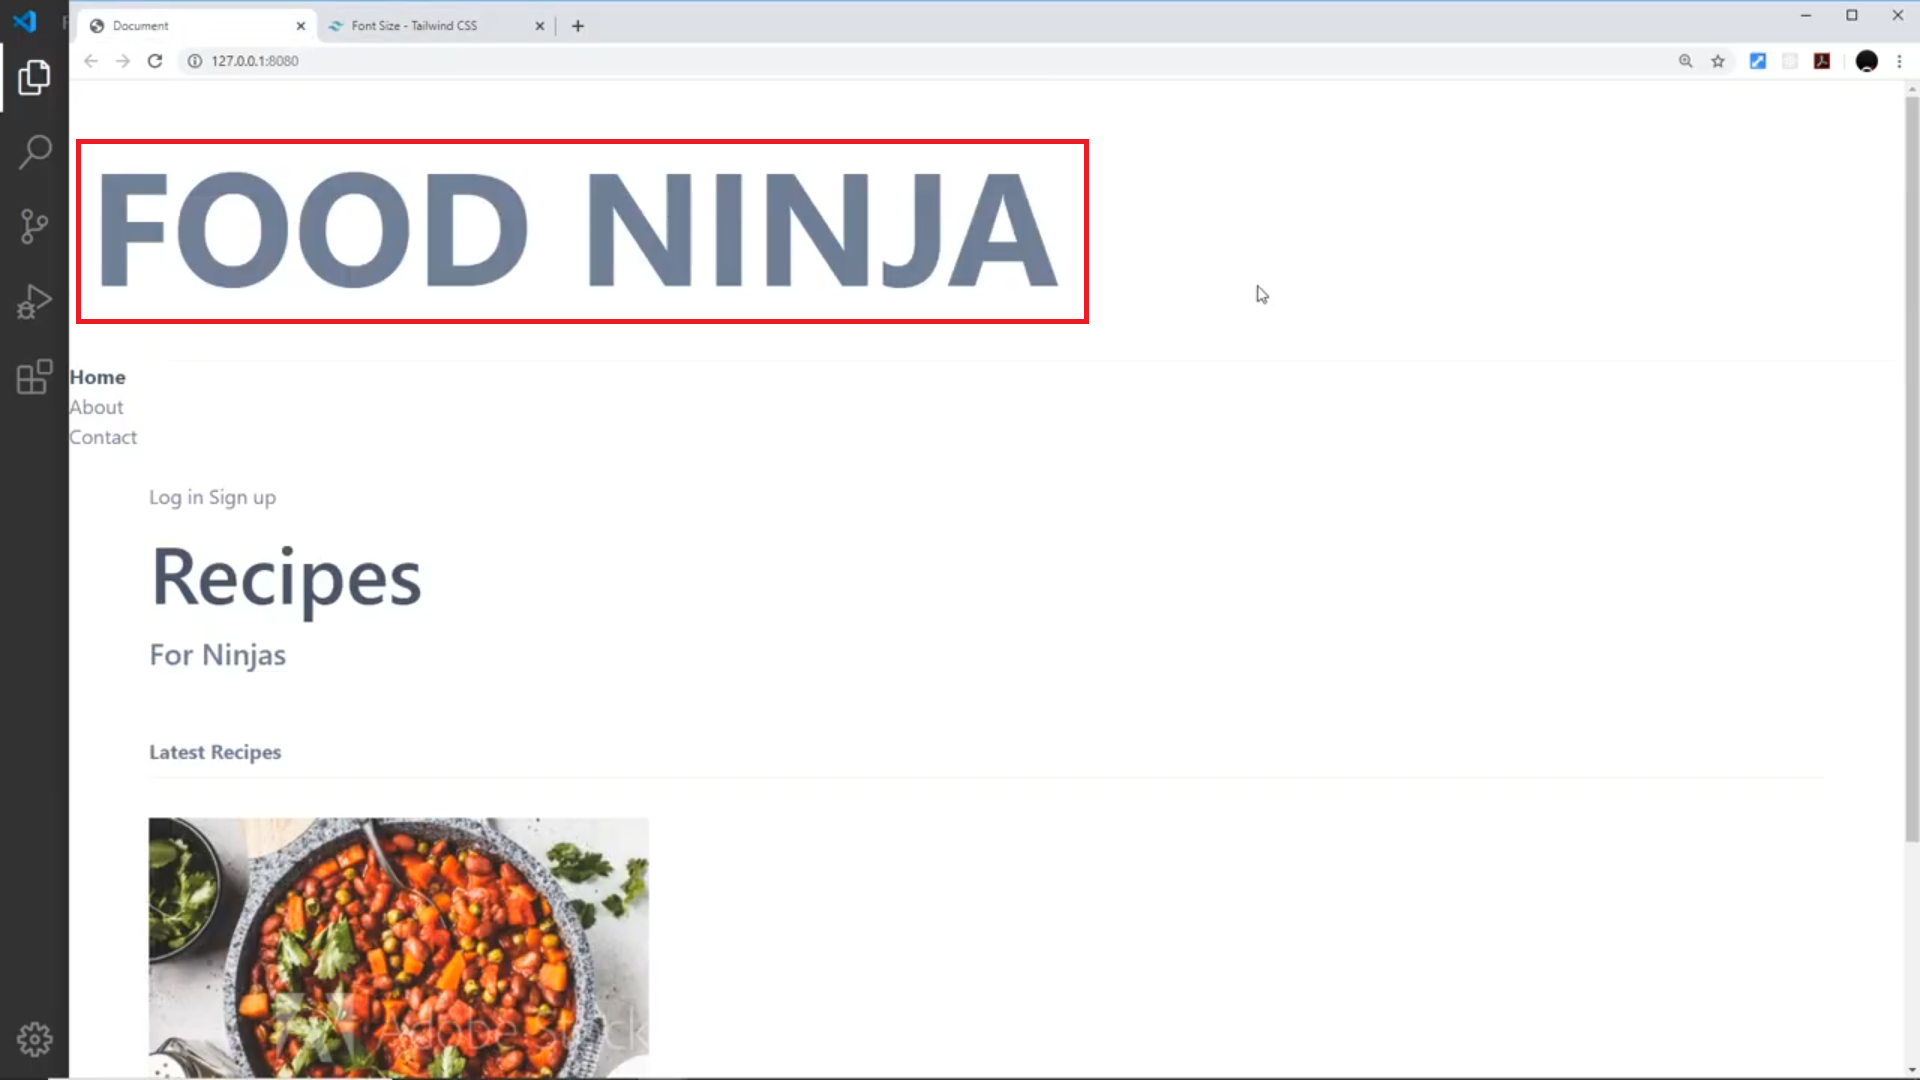 Document
Font Size - Tailwind CSS
127.0.0.1:8080
FOOD NINJA
Home
About
Contact
Log in Sign up
Recipes
For Ninjas
Latest Recipes
Adobe Stock